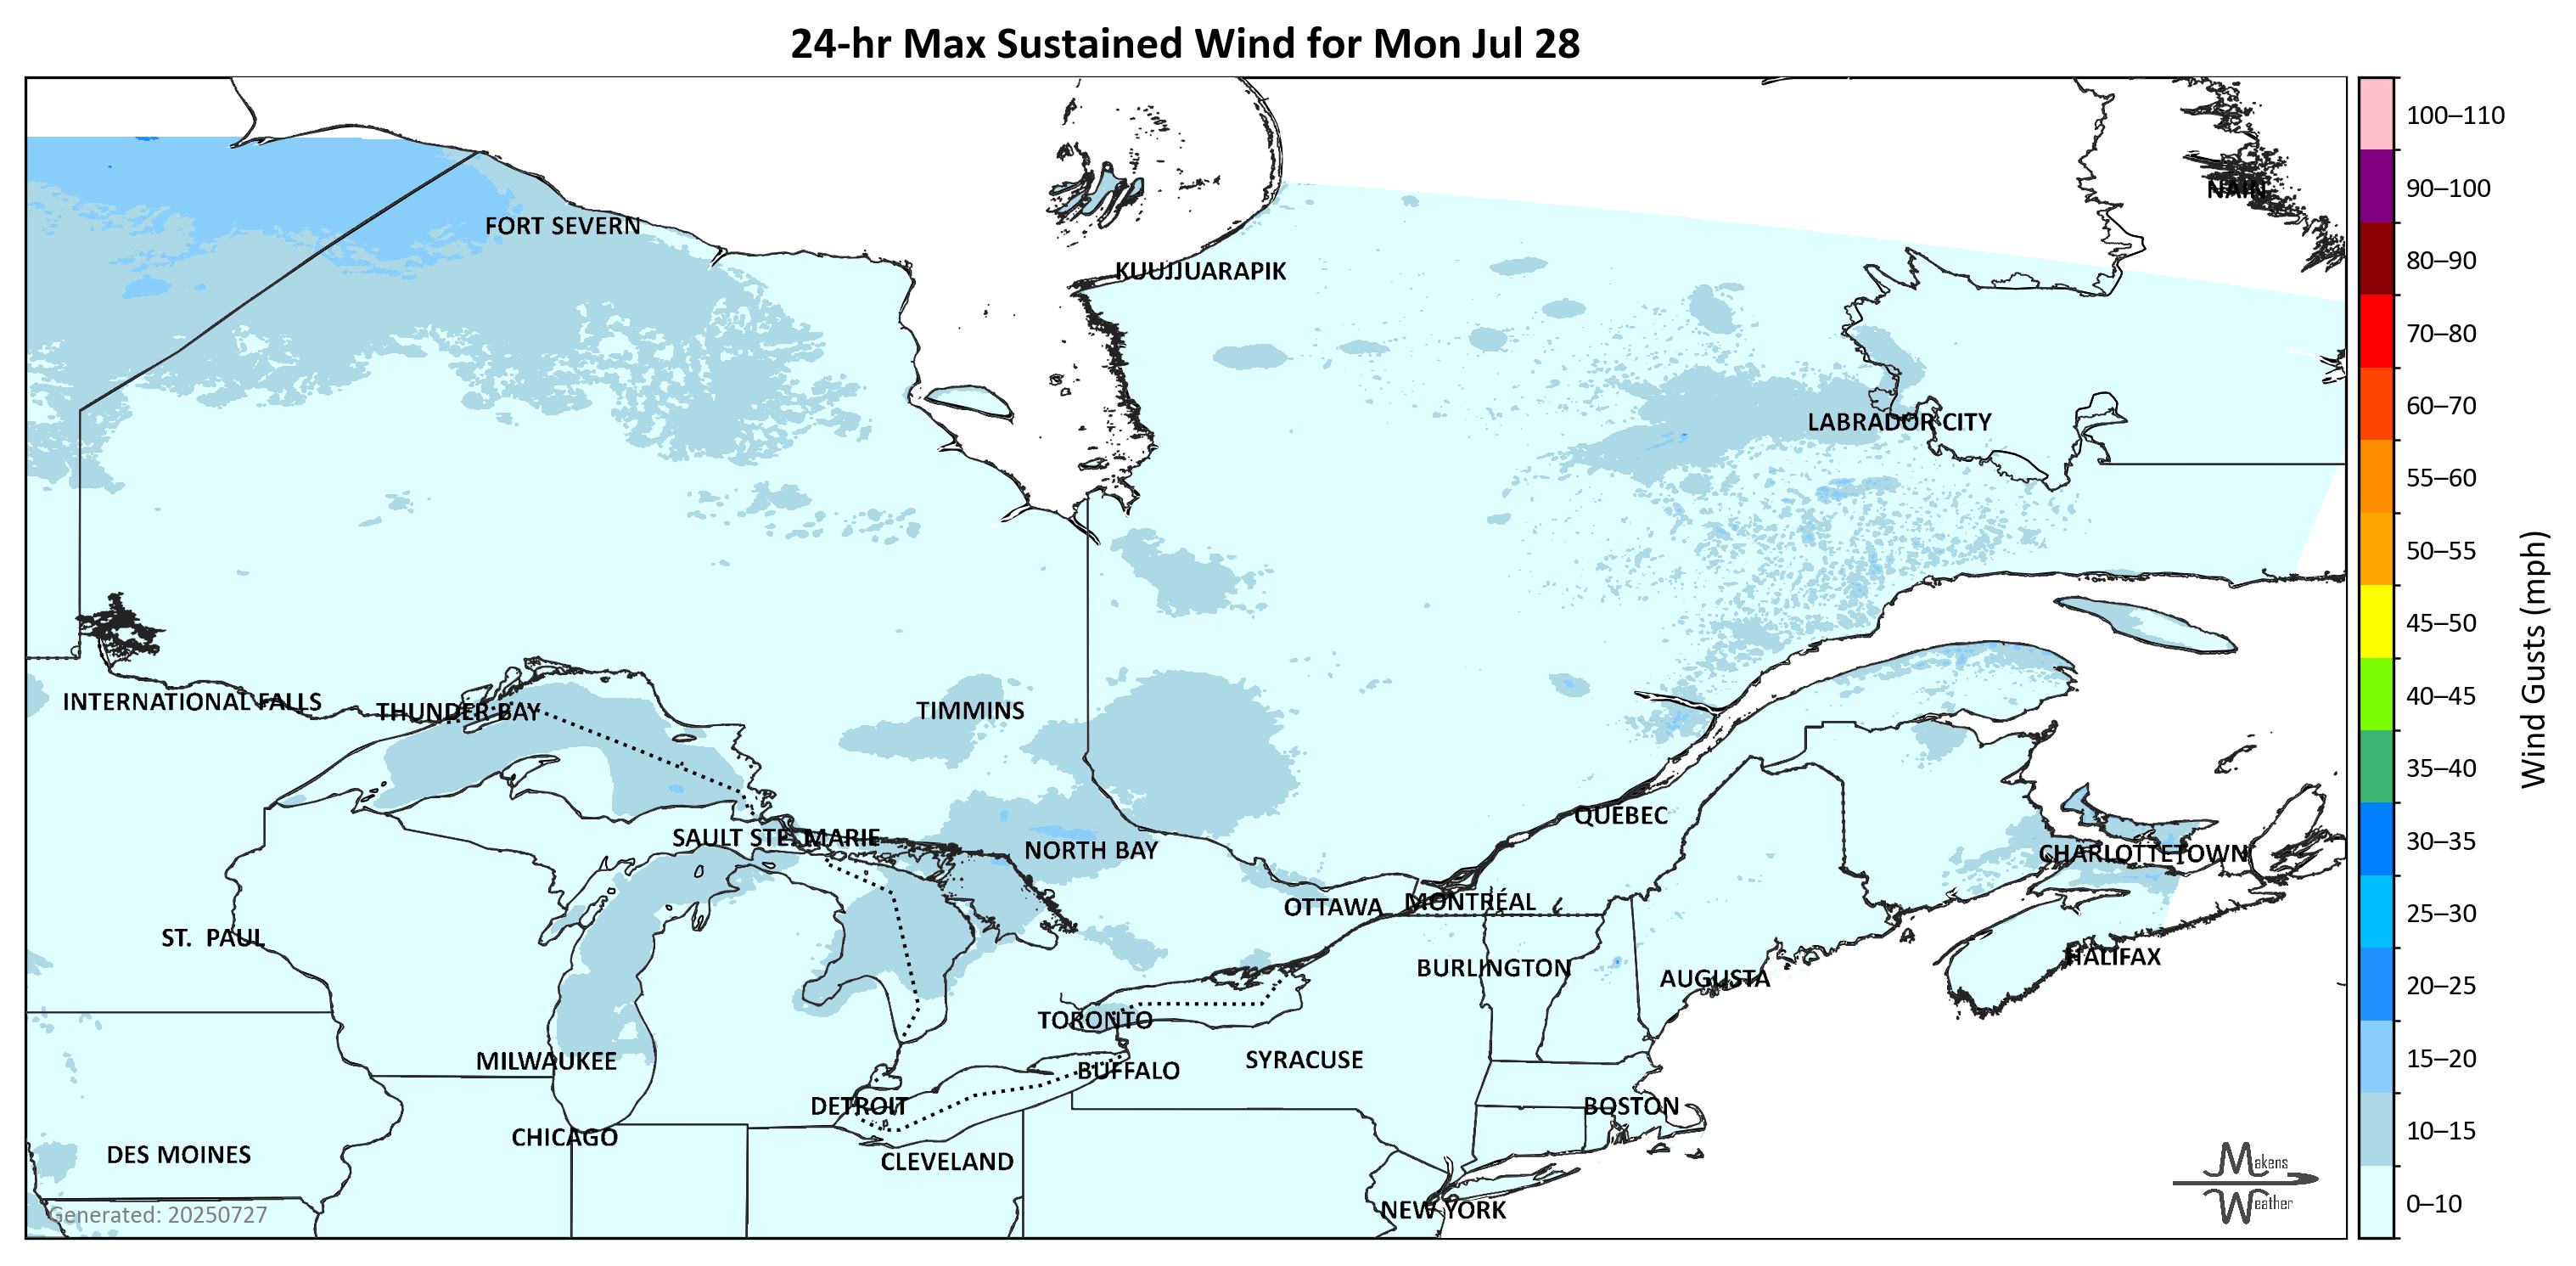 24-hr Max Sustained Wind for Mon Jul 28
NAIN
FORT SEVERN
KUUJJUARAPIK
LABRADOR CITY
INTERNATIONAL FALLS
THUNDER BAY
TIMMINS
QUEBEC
SAULT STE. MARIE
NORTH BAY
CHARLOTTETOWN
OTTAWA
MONTRÉAL
ST. PAUL
HALIFAX
BURLINGTON
AUGUSTA
TORONTO
MILWAUKEE
SYRACUSE
BUFFALO
DETROIT
BOSTON
CHICAGO
DES MOINES
CLEVELAND
NEW YORK
Generated: 20250727
Makens
Weather
100–110
90–100
80–90
70–80
60–70
55–60
50–55
45–50
40–45
35–40
30–35
25–30
20–25
15–20
10–15
0–10
Wind Gusts (mph)